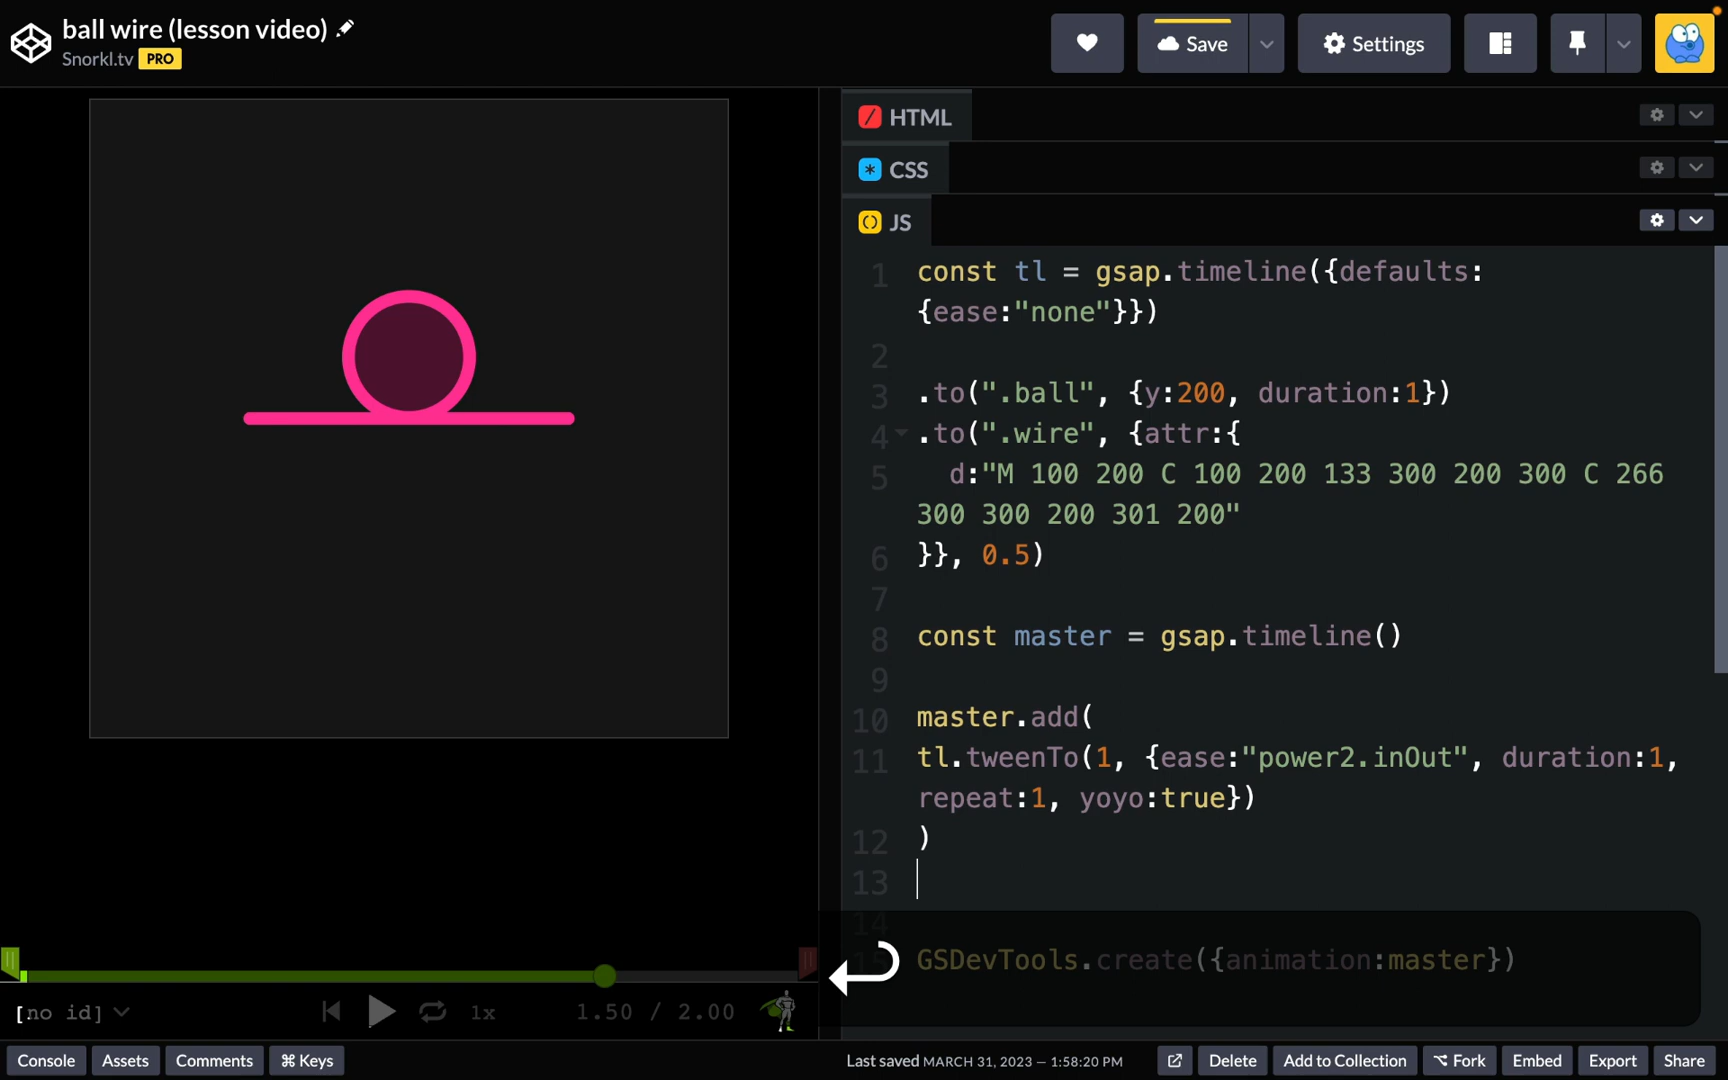 ball wire (lesson video)
Snorkl.tv PRO
Save
Settings
HTML
CSS
JS
1 const tl = gsap.timeline({defaults:
{ease:"none"}})
2
3 .to(".ball", {y:200, duration:1})
4 .to(".wire", {attr:{
5 d:"M 100 200 C 100 200 133 300 200 300 C 266
300 300 200 301 200"
6 }}, 0.5)
7
8 const master = gsap.timeline()
9
10 master.add(
11 tl.tweenTo(1, {ease:"power2.inOut", duration:1,
repeat:1, yoyo:true})
12 )
13
14
GSDevTools.create({animation:master})
[no id] 1x 1.50 / 2.00
Console Assets Comments ⌘ Keys
Last saved MARCH 31, 2023 — 1:58:20 PM
Delete Add to Collection ⌥ Fork Embed Export Share